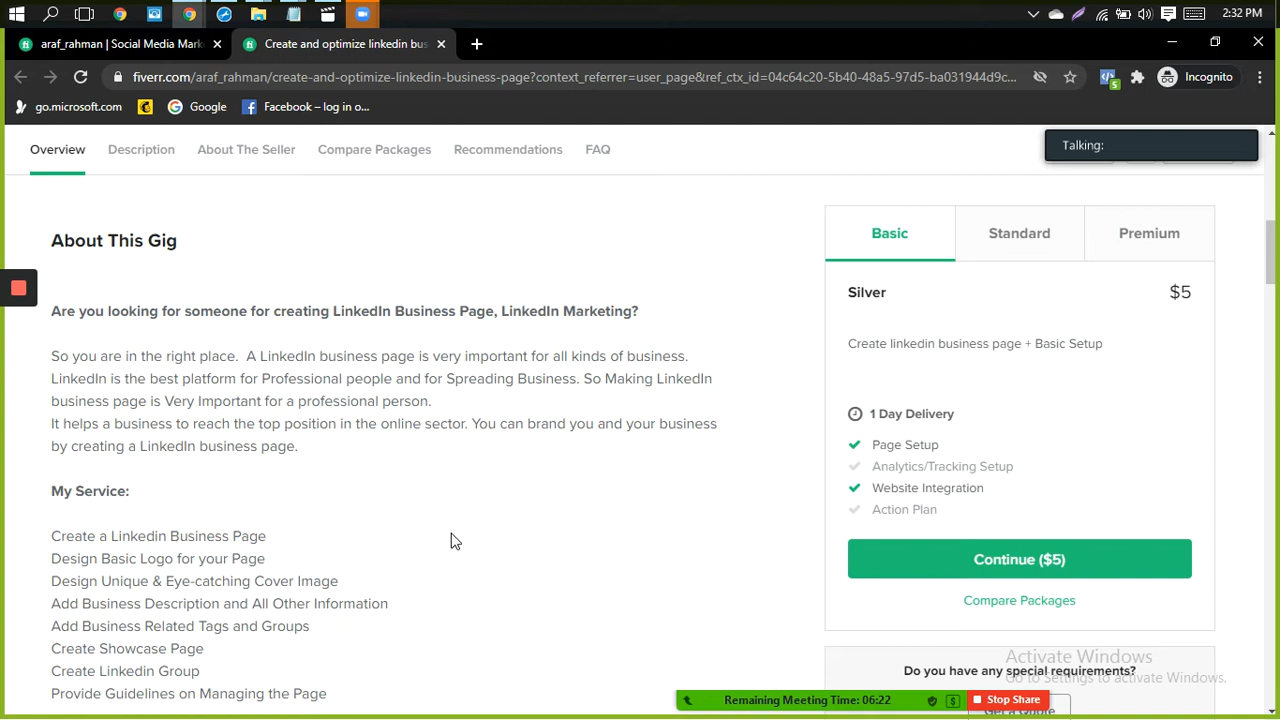 2:32 PM
araf_rahman | Social Media Mark
Create and optimize linkedin bus
fiverr.com/araf_rahman/create-and-optimize-linkedin-business-page?context_referrer=user_page&ref_ctx_id=04c64c20-5b40-48a5-97d5-ba031944d9c...
Incognito
go.microsoft.com
Google
Facebook – log in o...
Overview
Description
About The Seller
Compare Packages
Recommendations
FAQ
Talking:
About This Gig
Are you looking for someone for creating LinkedIn Business Page, LinkedIn Marketing?
So you are in the right place. A LinkedIn business page is very important for all kinds of business.
LinkedIn is the best platform for Professional people and for Spreading Business. So Making LinkedIn
business page is Very Important for a professional person.
It helps a business to reach the top position in the online sector. You can brand you and your business
by creating a LinkedIn business page.
My Service:
Create a Linkedin Business Page
Design Basic Logo for your Page
Design Unique & Eye-catching Cover Image
Add Business Description and All Other Information
Add Business Related Tags and Groups
Create Showcase Page
Create Linkedin Group
Provide Guidelines on Managing the Page
Basic
Standard
Premium
Silver
$5
Create linkedin business page + Basic Setup
1 Day Delivery
Page Setup
Analytics/Tracking Setup
Website Integration
Action Plan
Continue ($5)
Compare Packages
Do you have any special requirements?
Get a Quote
Activate Windows
Go to Settings to activate Windows.
Remaining Meeting Time: 06:22
Stop Share